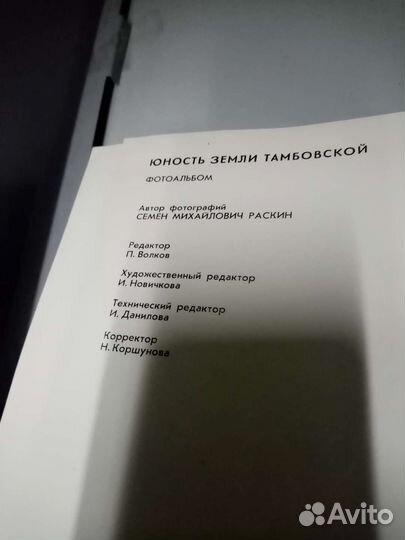 ЮНОСТЬ ЗЕМЛИ ТАМБОВСКОЙ
ФОТОАЛЬБОМ
Автор фотографий
СЕМЕН МИХАЙЛОВИЧ РАСКИН
Редактор
П. Волков
Художественный редактор
И. Новичкова
Технический редактор
И. Данилова
Корректор
Н. Коршунова
Avito